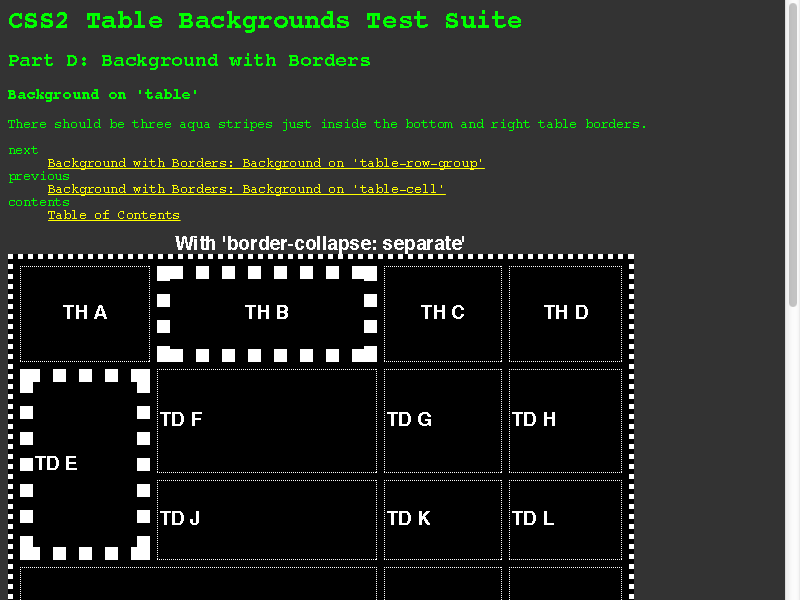 CSS2 Table Backgrounds Test Suite
Part D: Background with Borders
Background on 'table'
There should be three aqua stripes just inside the bottom and right table borders.
next
Background with Borders: Background on 'table-row-group'
previous
Background with Borders: Background on 'table-cell'
contents
Table of Contents
With 'border-collapse: separate'
TH A TH B TH C TH D
TD E
TD F TD G TD H
TD J TD K TD L